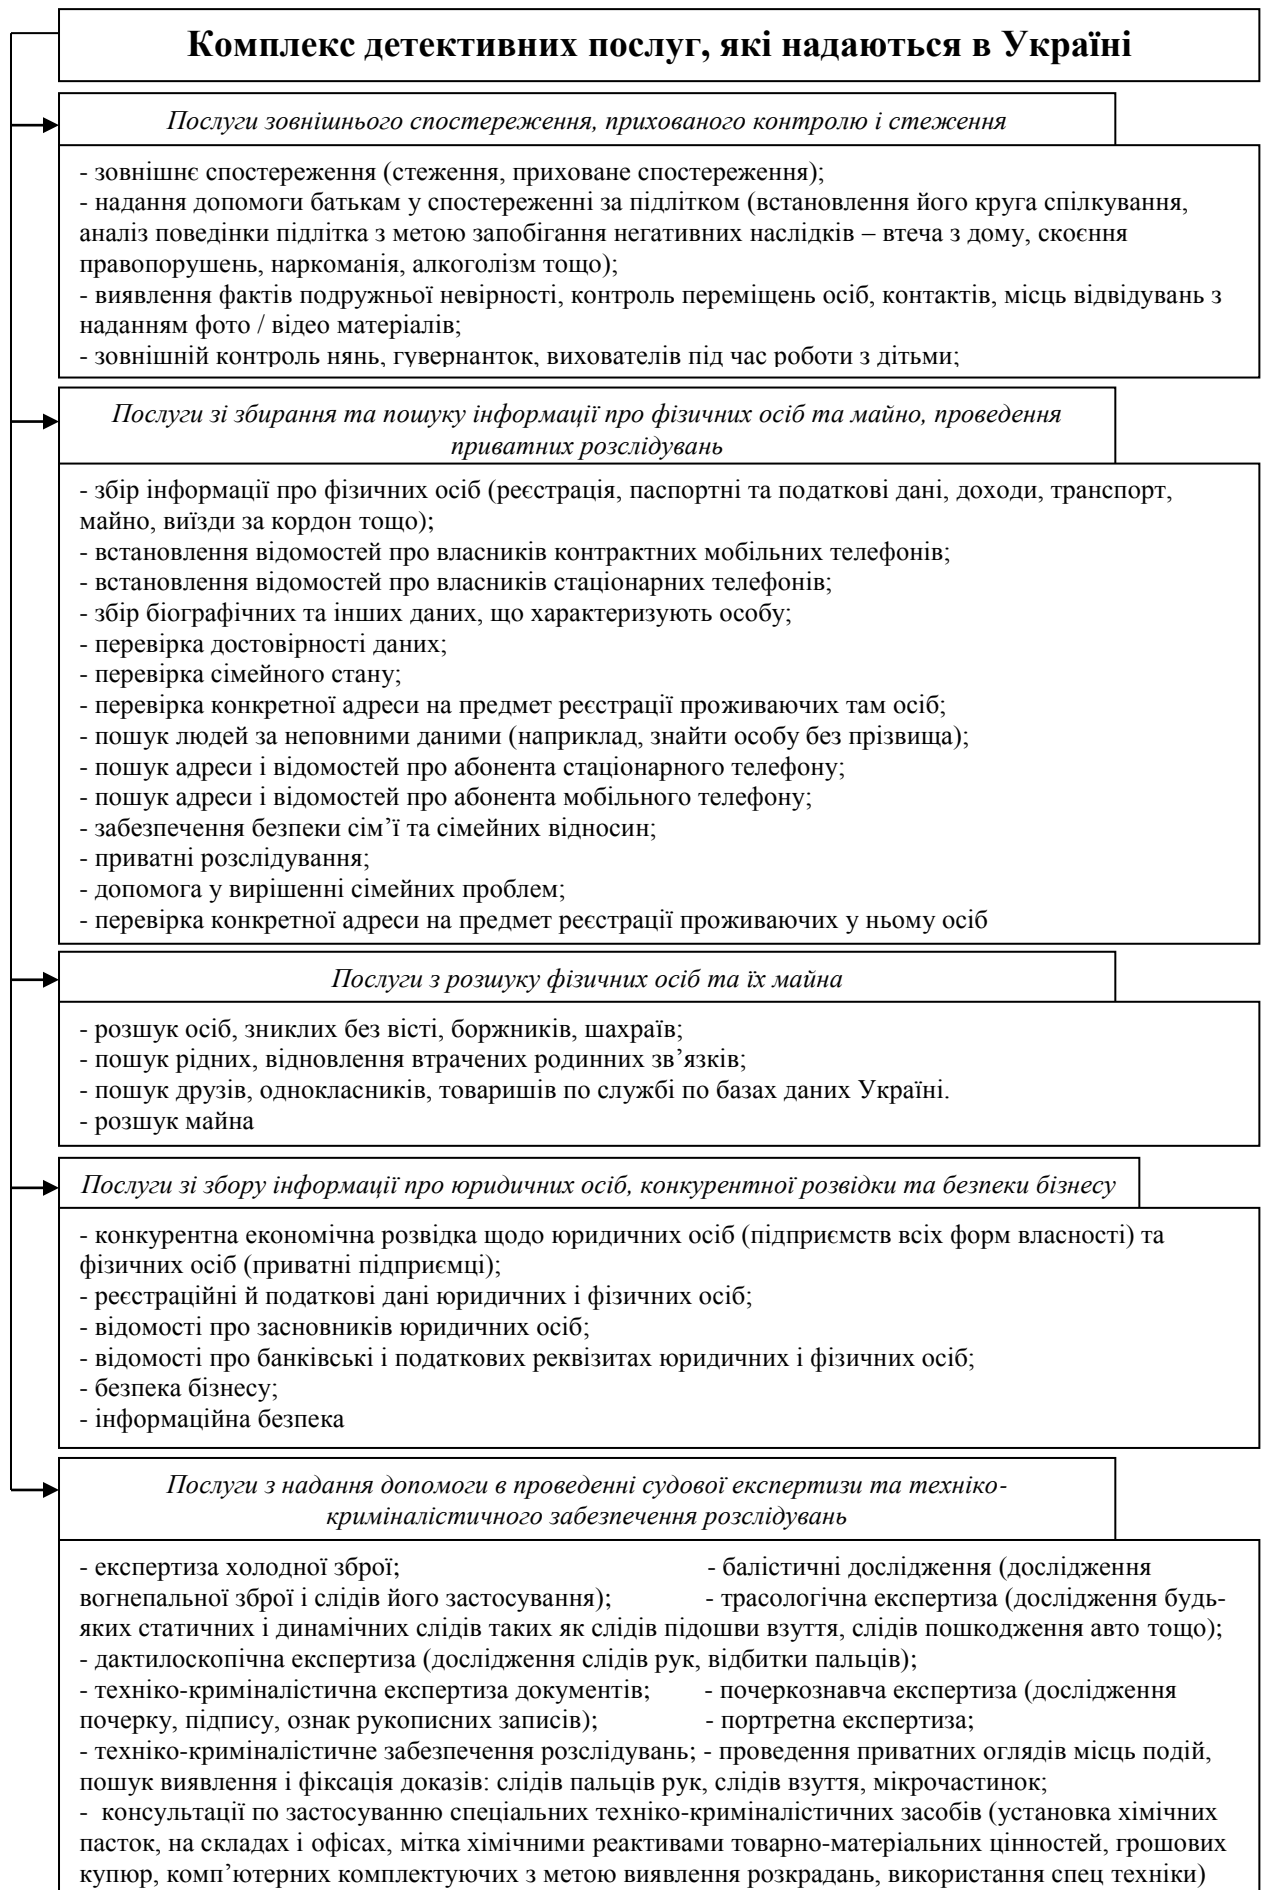 Комплекс детективних послуг, які надаються в Україні
Послуги зовнішнього спостереження, прихованого контролю і стеження
- зовнішнє спостереження (стеження, приховане спостереження);
- надання допомоги батькам у спостереженні за підлітком (встановлення його круга спілкування,
аналіз поведінки підлітка з метою запобігання негативних наслідків – втеча з дому, скоєння
правопорушень, наркоманія, алкоголізм тощо);
- виявлення фактів подружньої невірності, контроль переміщень осіб, контактів, місць відвідувань з
наданням фото / відео матеріалів;
- зовнішній контроль нянь, гувернанток, вихователів під час роботи з дітьми;
Послуги зі збирання та пошуку інформації про фізичних осіб та майно, проведення
приватних розслідувань
- збір інформації про фізичних осіб (реєстрація, паспортні та податкові дані, доходи, транспорт,
майно, виїзди за кордон тощо);
- встановлення відомостей про власників контрактних мобільних телефонів;
- встановлення відомостей про власників стаціонарних телефонів;
- збір біографічних та інших даних, що характеризують особу;
- перевірка достовірності даних;
- перевірка сімейного стану;
- перевірка конкретної адреси на предмет реєстрації проживаючих там осіб;
- пошук людей за неповними даними (наприклад, знайти особу без прізвища);
- пошук адреси і відомостей про абонента стаціонарного телефону;
- пошук адреси і відомостей про абонента мобільного телефону;
- забезпечення безпеки сім’ї та сімейних відносин;
- приватні розслідування;
- допомога у вирішенні сімейних проблем;
- перевірка конкретної адреси на предмет реєстрації проживаючих у ньому осіб
Послуги з розшуку фізичних осіб та їх майна
- розшук осіб, зниклих без вісті, боржників, шахраїв;
- пошук рідних, відновлення втрачених родинних зв’язків;
- пошук друзів, однокласників, товаришів по службі по базах даних Україні.
- розшук майна
Послуги зі збору інформації про юридичних осіб, конкурентної розвідки та безпеки бізнесу
- конкурентна економічна розвідка щодо юридичних осіб (підприємств всіх форм власності) та
фізичних осіб (приватні підприємці);
- реєстраційні й податкові дані юридичних і фізичних осіб;
- відомості про засновників юридичних осіб;
- відомості про банківські і податкових реквізитах юридичних і фізичних осіб;
- безпека бізнесу;
- інформаційна безпека
Послуги з надання допомоги в проведенні судової експертизи та техніко-
криміналістичного забезпечення розслідувань
- експертиза холодної зброї; - балістичні дослідження (дослідження
вогнепальної зброї і слідів його застосування); - трасологічна експертиза (дослідження будь-
яких статичних і динамічних слідів таких як слідів підошви взуття, слідів пошкодження авто тощо);
- дактилоскопічна експертиза (дослідження слідів рук, відбитки пальців);
- техніко-криміналістична експертиза документів; - почеркознавча експертиза (дослідження
почерку, підпису, ознак рукописних записів); - портретна експертиза;
- техніко-криміналістичне забезпечення розслідувань; - проведення приватних оглядів місць подій,
пошук виявлення і фіксація доказів: слідів пальців рук, слідів взуття, мікрочастинок;
- консультації по застосуванню спеціальних техніко-криміналістичних засобів (установка хімічних
пасток, на складах і офісах, мітка хімічними реактивами товарно-матеріальних цінностей, грошових
купюр, комп’ютерних комплектуючих з метою виявлення розкрадань, використання спец техніки)